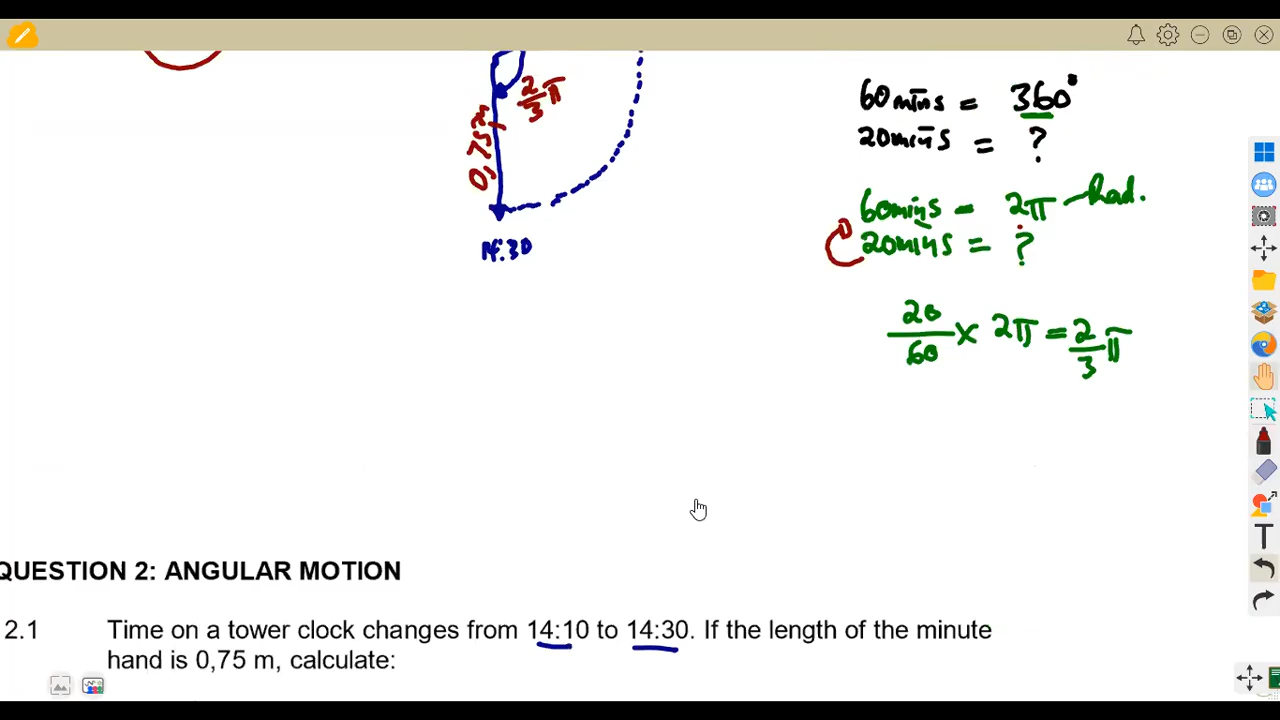 2/3 π
0,75m
14:30
60mins = 360°
20mins = ?
60mins = 2π - Rad.
20mins = ?
20/60 x 2π = 2/3 π
QUESTION 2: ANGULAR MOTION
2.1 Time on a tower clock changes from 14:10 to 14:30. If the length of the minute
hand is 0,75 m, calculate:
T